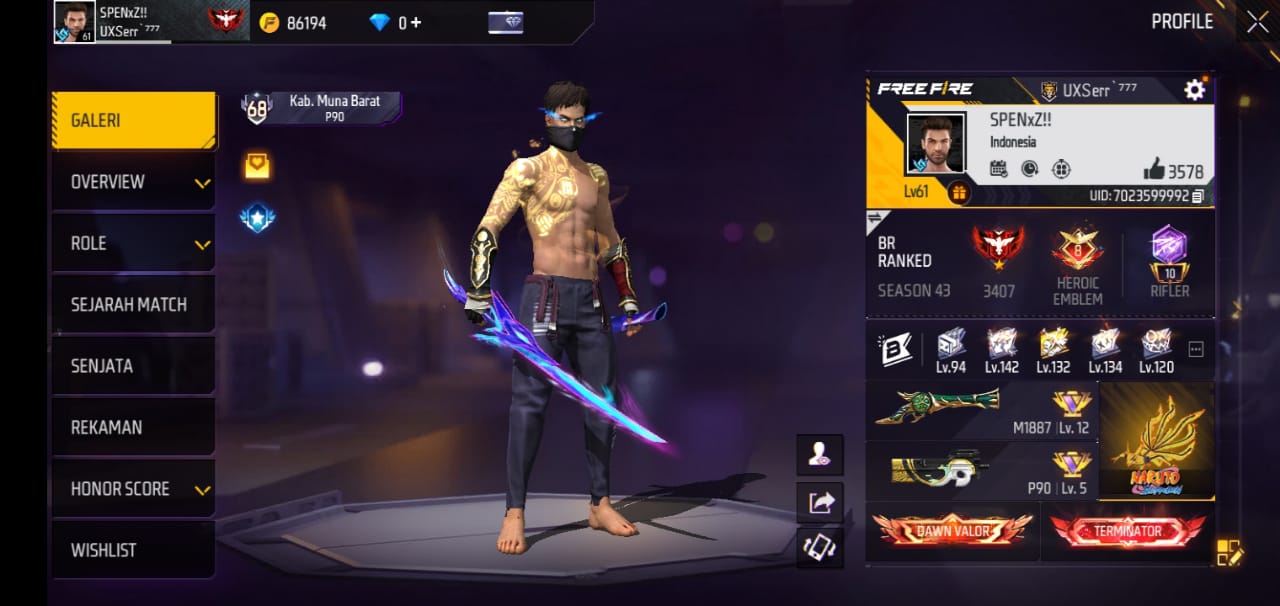 SPENxZ!!
UXSerr`⁷⁷⁷
61
86194
0 +
PROFILE
GALERI
OVERVIEW
ROLE
SEJARAH MATCH
SENJATA
REKAMAN
HONOR SCORE
WISHLIST
68
Kab. Muna Barat
P90
FREE FIRE
UXSerr`⁷⁷⁷
SPENxZ!!
Indonesia
3578
Lv61
UID:7023599992
BR
RANKED
SEASON 43
3407
8
HEROIC
EMBLEM
10
RIFLER
Lv.94
Lv.142
Lv.132
Lv.134
Lv.120
M1887 Lv. 12
P90 Lv. 5
NARUTO
SHIPPUDEN
DAWN VALOR
TERMINATOR